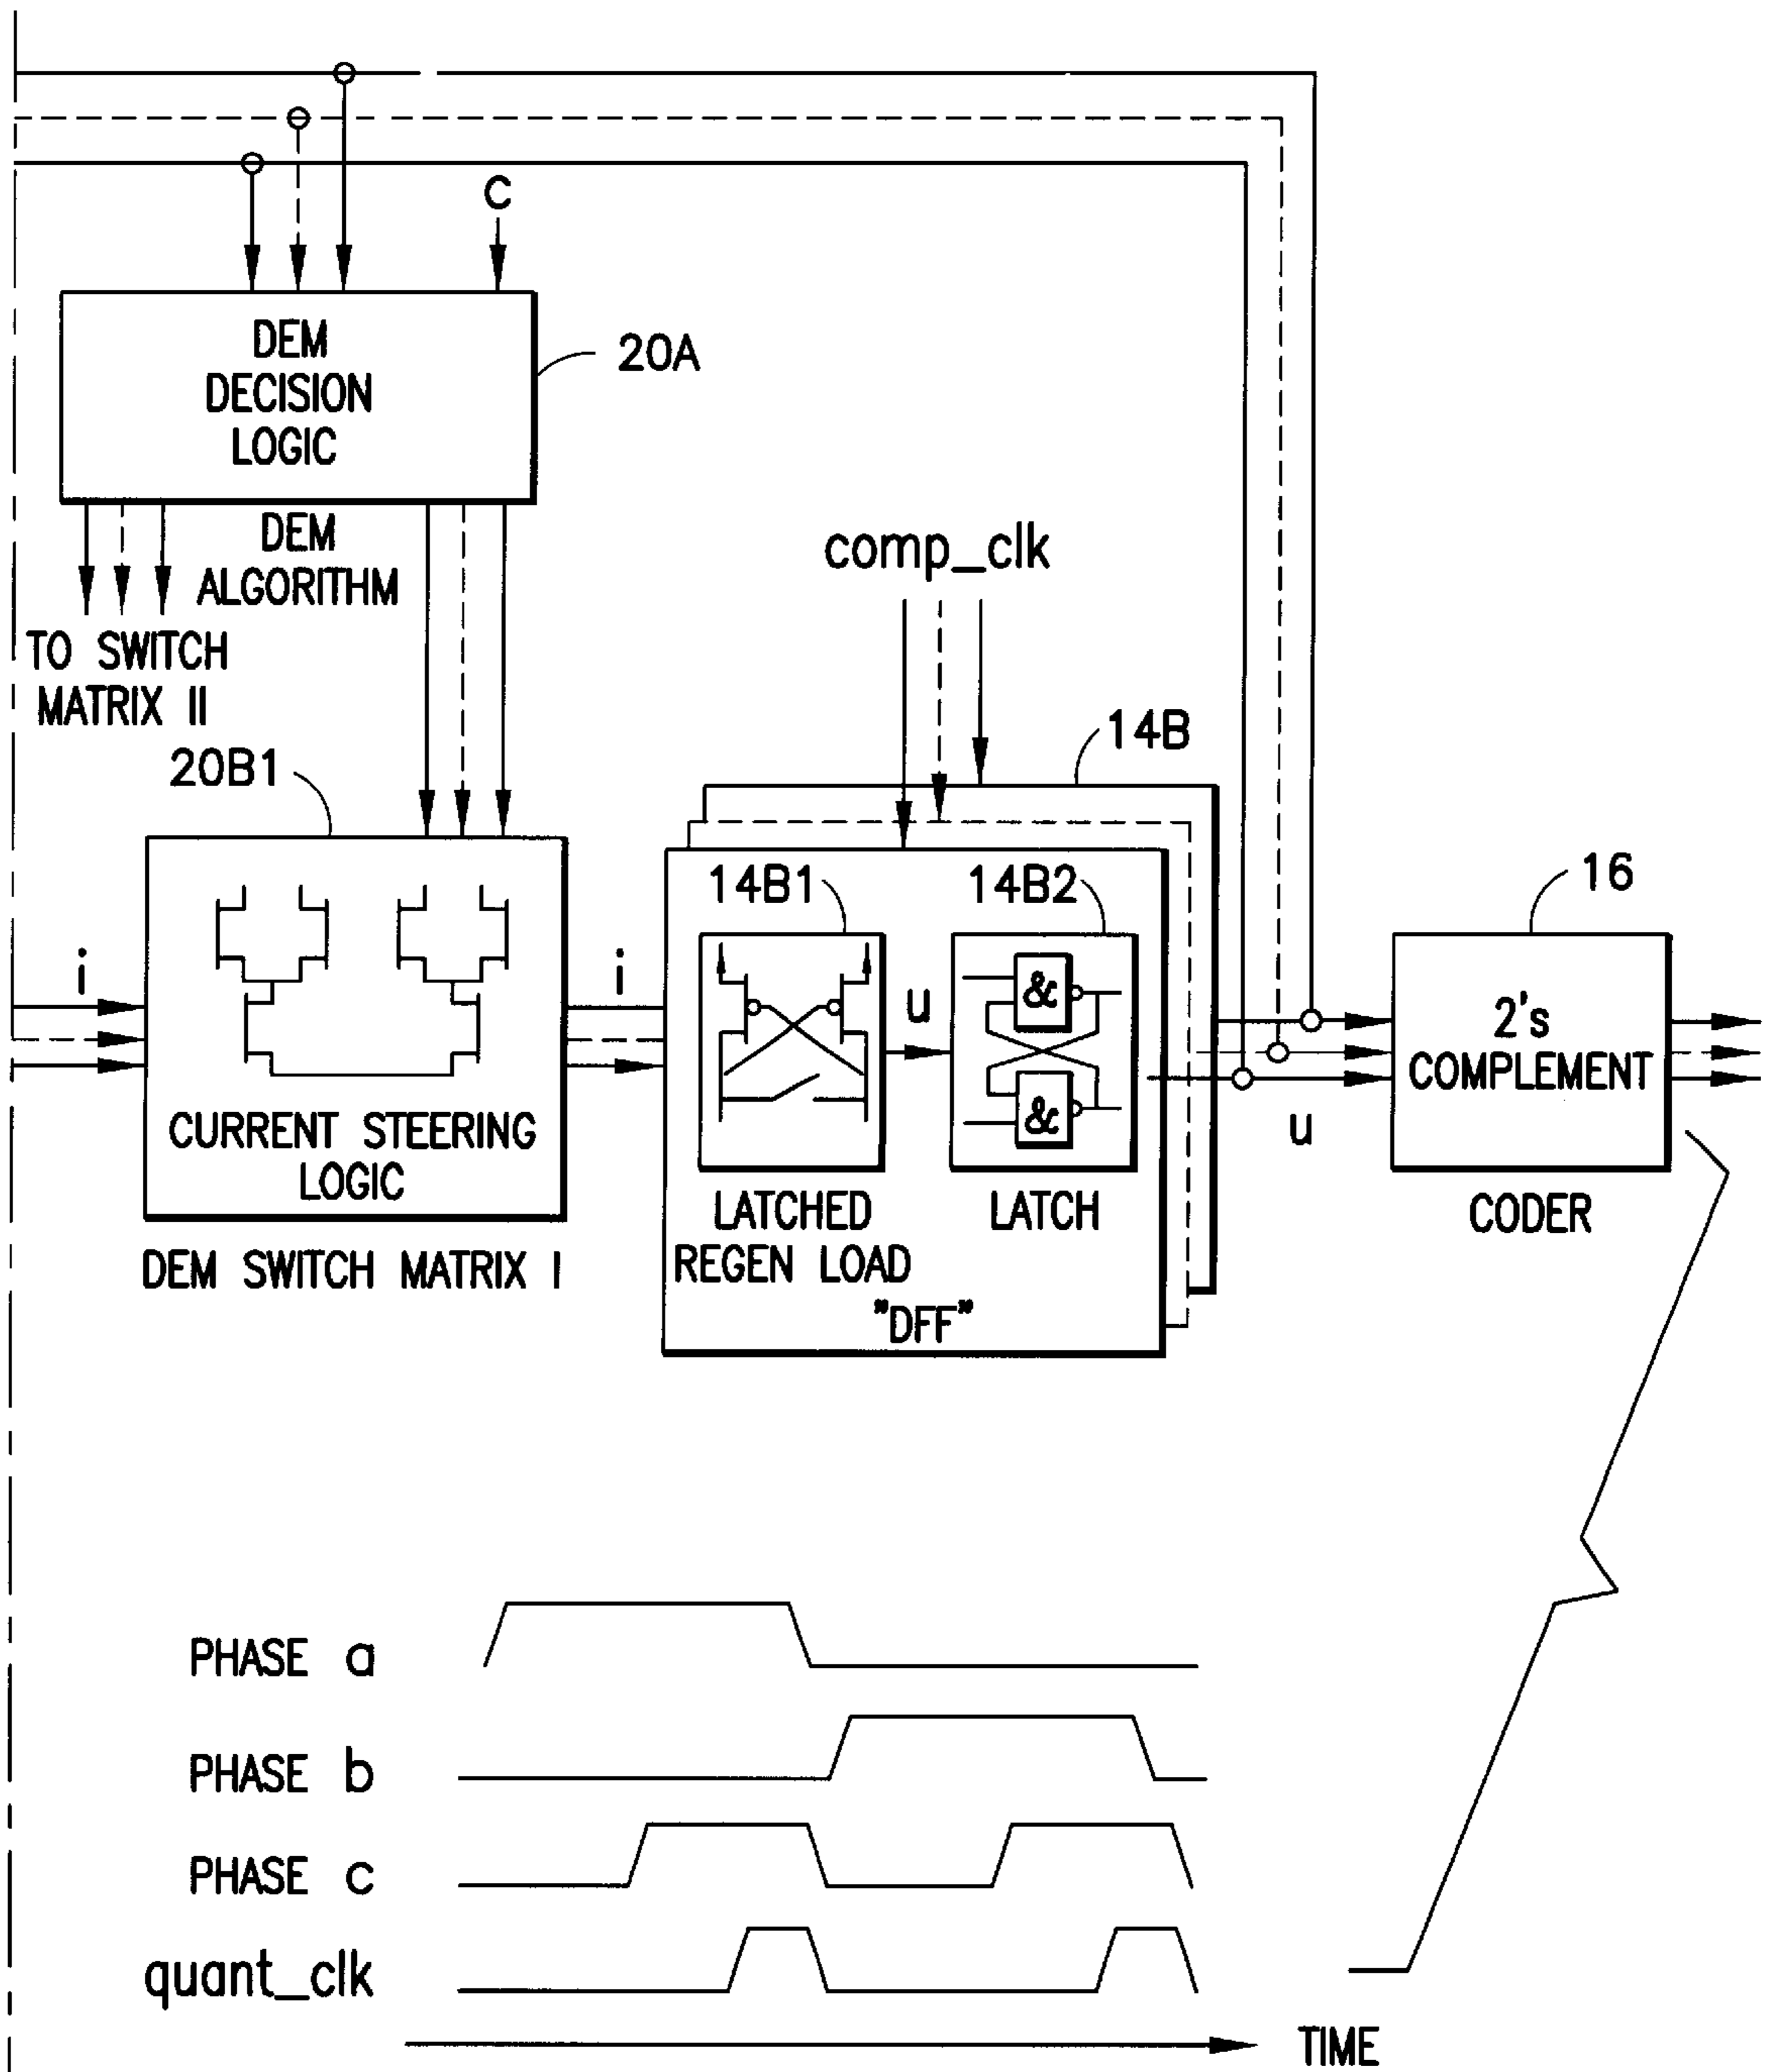 C
DEM
DECISION
LOGIC
20A
DEM
ALGORITHM
TO SWITCH
MATRIX II
comp_clk
14B
20B1
14B1
14B2
16
i
i
u
&
&
2's
COMPLEMENT
CURRENT STEERING
LOGIC
u
LATCHED
REGEN LOAD
LATCH
CODER
DEM SWITCH MATRIX I
"DFF"
PHASE a
PHASE b
PHASE c
quant_clk
TIME